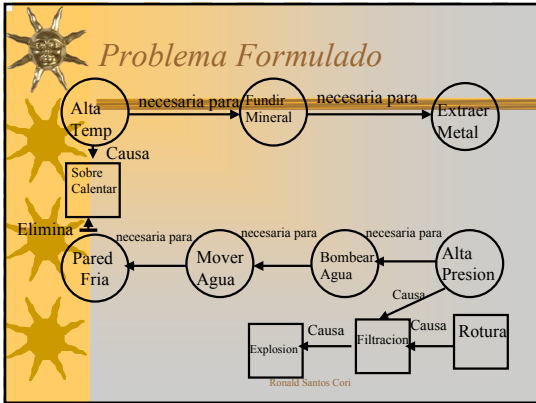 Problema Formulado
Alta
Temp
necesaria para
Fundir
Mineral
necesaria para
Extraer
Metal
Causa
Sobre
Calentar
Elimina
Pared
Fria
necesaria para
Mover
Agua
necesaria para
Bombear
Agua
necesaria para
Alta
Presion
Causa
Explosion
Causa
Filtracion
Causa
Rotura
Ronald Santos Cori